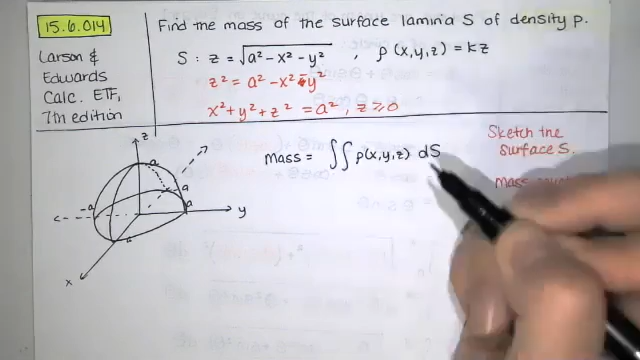 15.6.014
Find the mass of the surface lamina S of density ρ.
Larson &
Edwards
Calc. ETF,
7th edition
S : z = √(a² - x² - y²) , ρ(x,y,z) = kz
z² = a² - x² - y²
x² + y² + z² = a² , z ≥ 0
Sketch the
surface S.
Mass = ∬ ρ(x,y,z) dS
z
a
a
-a
a
y
a
x